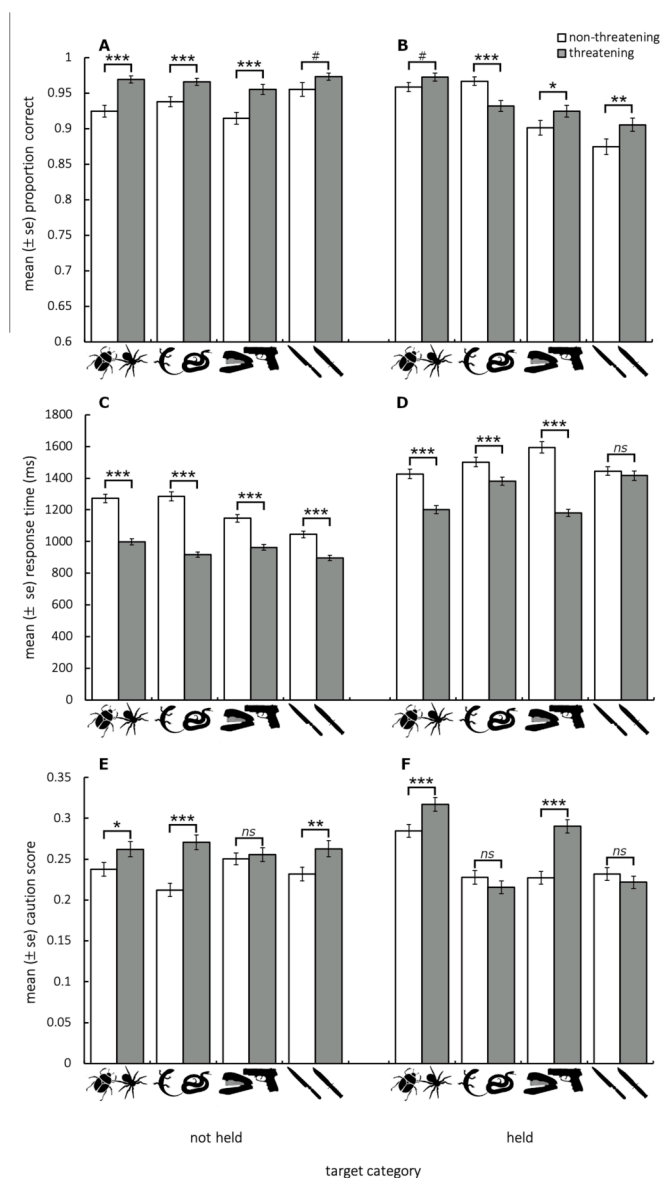 non-threatening
threatening
A
B
***
***
***
#
#
***
*
**
1
0.95
0.9
0.85
0.8
0.75
0.7
0.65
0.6
mean (± se) proportion correct
C
D
***
***
***
***
***
***
***
ns
1800
1600
1400
1200
1000
800
600
400
200
0
mean (± se) response time (ms)
E
F
*
***
ns
**
***
ns
***
ns
0.35
0.3
0.25
0.2
0.15
0.1
0.05
0
mean (± se) caution score
not held
held
target category